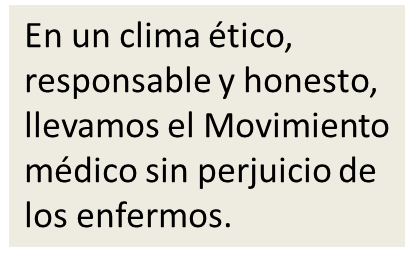 En un clima ético,
responsable y honesto,
llevamos el Movimiento
médico sin perjuicio de
los enfermos.